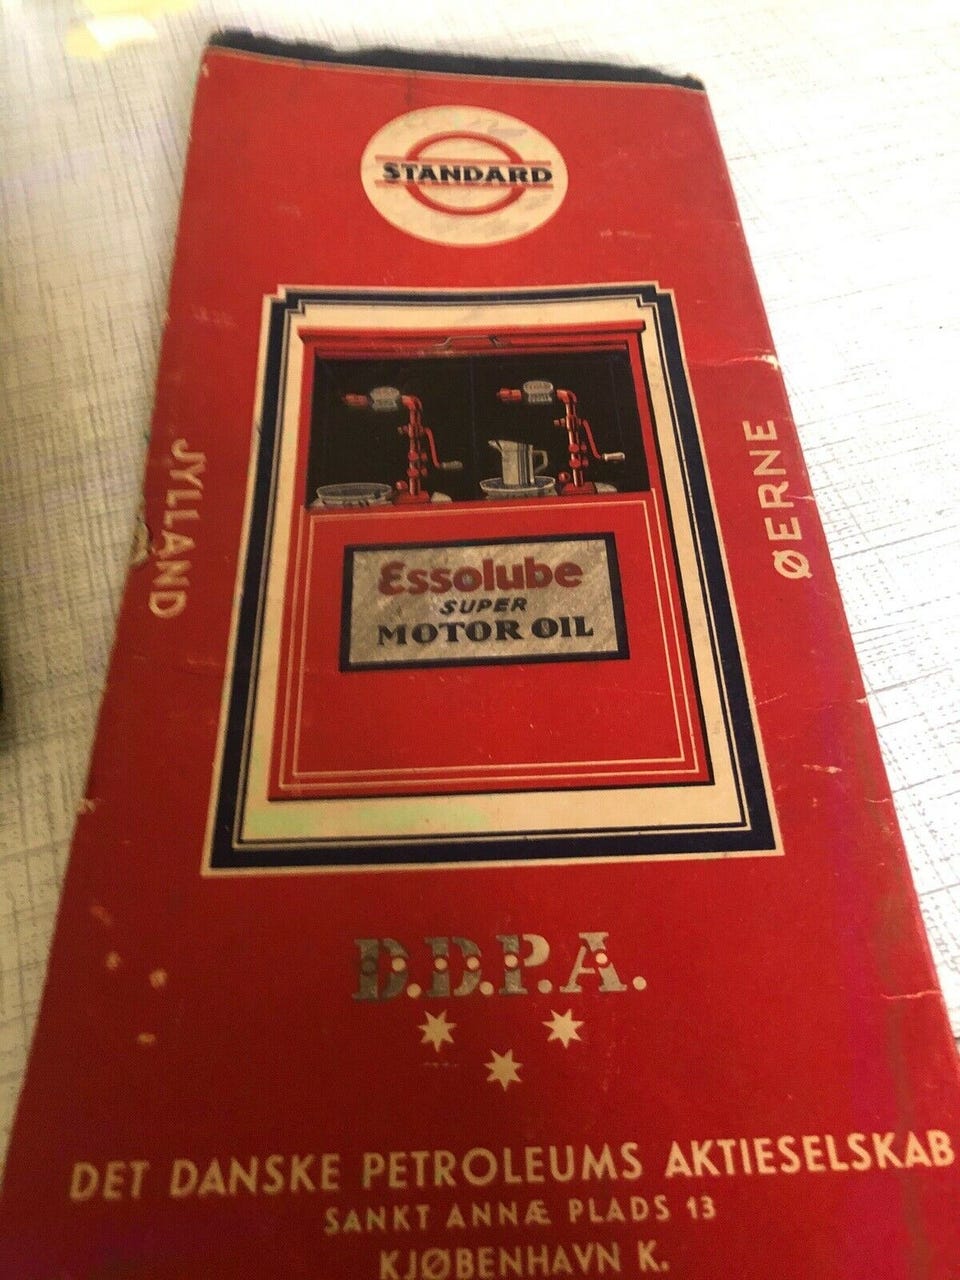 STANDARD
JYLLAND
ØERNE
Essolube
SUPER
MOTOR OIL
D.D.P.A.
DET DANSKE PETROLEUMS AKTIESELSKAB
SANKT ANNÆ PLADS 13
KJØBENHAVN K.